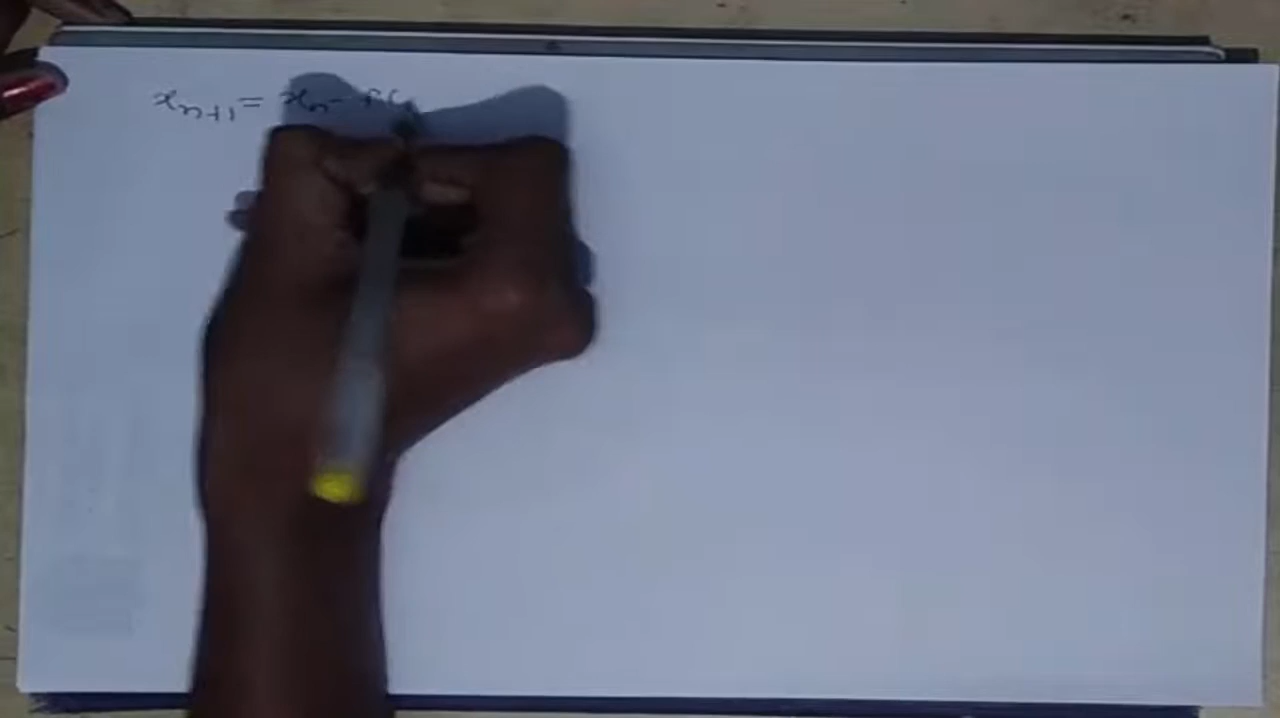 xₙ₊₁ = xₙ - f(